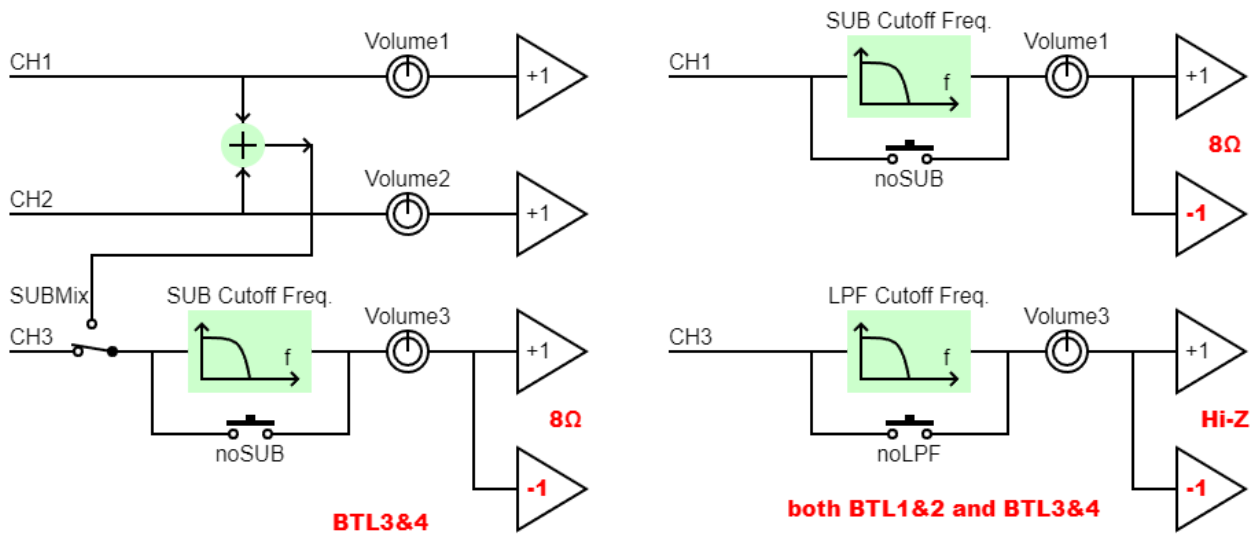 CH1
Volume1
+1
CH2
Volume2
+1
SUBMix
CH3
SUB Cutoff Freq.
f
noSUB
Volume3
+1
8Ω
-1
BTL3&4
CH1
SUB Cutoff Freq.
f
noSUB
Volume1
+1
8Ω
-1
CH3
LPF Cutoff Freq.
f
noLPF
Volume3
+1
Hi-Z
-1
both BTL1&2 and BTL3&4